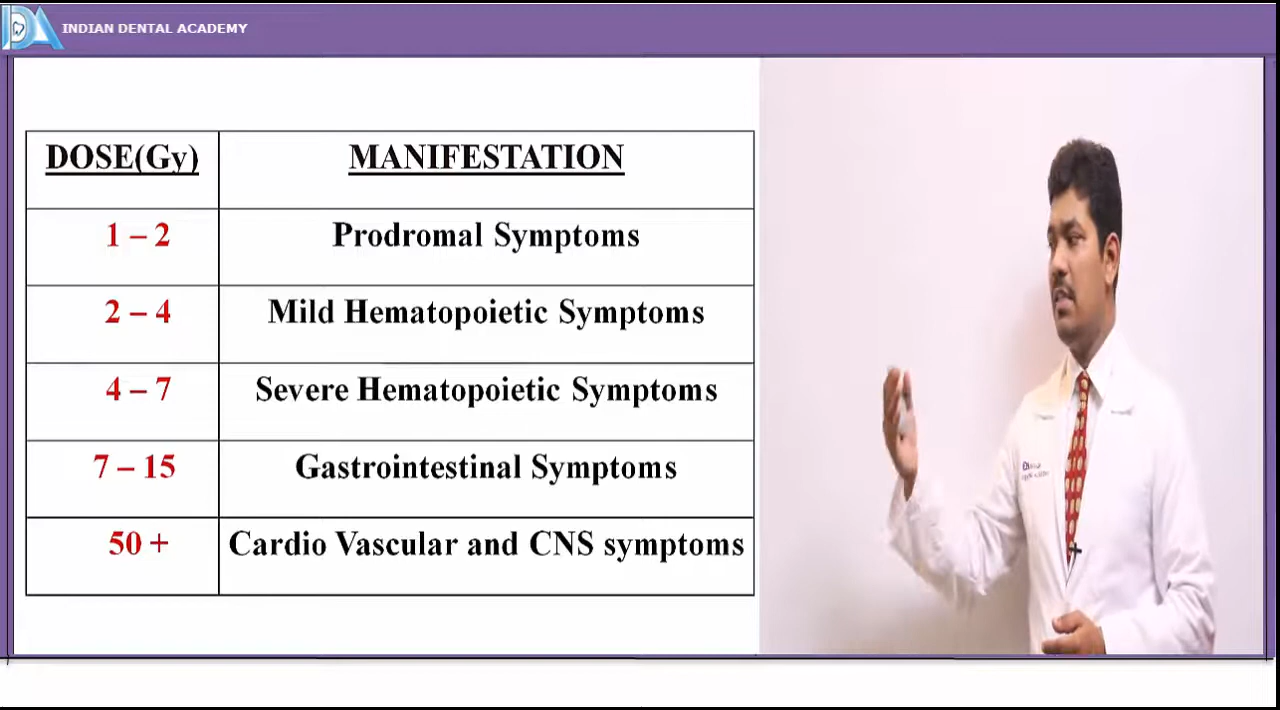 INDIAN DENTAL ACADEMY
DOSE(Gy) MANIFESTATION
1 – 2 Prodromal Symptoms
2 – 4 Mild Hematopoietic Symptoms
4 – 7 Severe Hematopoietic Symptoms
7 – 15 Gastrointestinal Symptoms
50 + Cardio Vascular and CNS symptoms